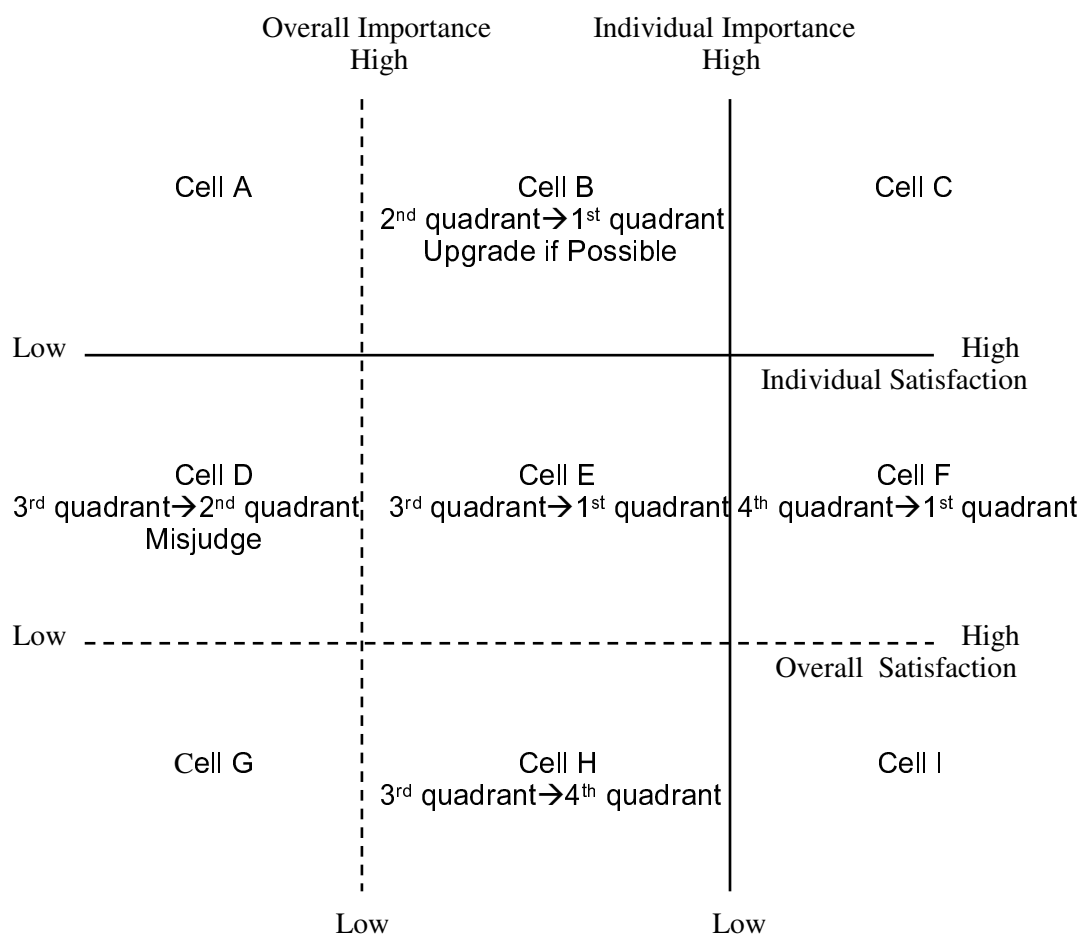 Overall Importance
High
Individual Importance
High
Cell A
Cell B
2nd quadrant→1st quadrant
Upgrade if Possible
Cell C
Low
High
Individual Satisfaction
Cell D
3rd quadrant→2nd quadrant
Misjudge
Cell E
3rd quadrant→1st quadrant
Cell F
4th quadrant→1st quadrant
Low
High
Overall Satisfaction
Cell G
Cell H
3rd quadrant→4th quadrant
Cell I
Low
Low